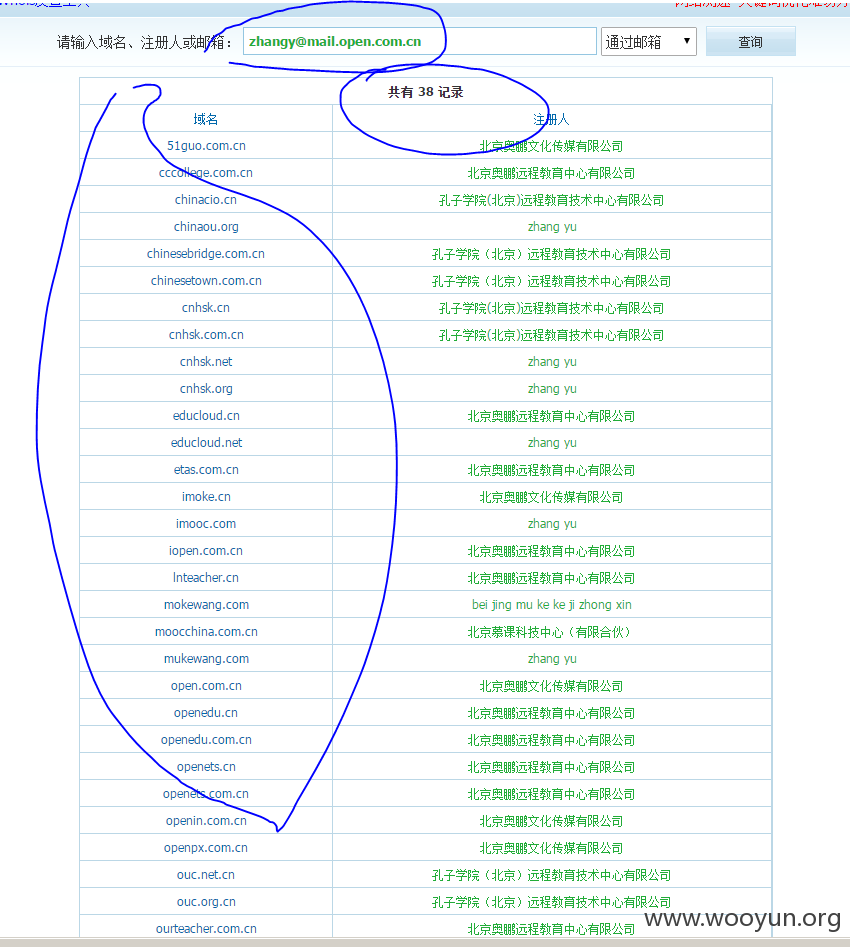 whois反查工具
请输入域名、注册人或邮箱： zhangy@mail.open.com.cn 通过邮箱 查询
共有 38 记录
域名 注册人
51guo.com.cn 北京奥鹏文化传媒有限公司
cccollege.com.cn 北京奥鹏远程教育中心有限公司
chinacio.cn 孔子学院(北京)远程教育技术中心有限公司
chinaou.org zhang yu
chinesebridge.com.cn 孔子学院（北京）远程教育技术中心有限公司
chinesetown.com.cn 孔子学院（北京）远程教育技术中心有限公司
cnhsk.cn 孔子学院(北京)远程教育技术中心有限公司
cnhsk.com.cn 孔子学院(北京)远程教育技术中心有限公司
cnhsk.net zhang yu
cnhsk.org zhang yu
educloud.cn 北京奥鹏远程教育中心有限公司
educloud.net zhang yu
etas.com.cn 北京奥鹏远程教育中心有限公司
imoke.cn 北京奥鹏文化传媒有限公司
imooc.com zhang yu
iopen.com.cn 北京奥鹏远程教育中心有限公司
lnteacher.cn 北京奥鹏远程教育中心有限公司
mokewang.com bei jing mu ke ke ji zhong xin
moocchina.com.cn 北京慕课科技中心（有限合伙）
mukewang.com zhang yu
open.com.cn 北京奥鹏文化传媒有限公司
openedu.cn 北京奥鹏远程教育中心有限公司
openedu.com.cn 北京奥鹏远程教育中心有限公司
openets.cn 北京奥鹏远程教育中心有限公司
openets.com.cn 北京奥鹏远程教育中心有限公司
openin.com.cn 北京奥鹏文化传媒有限公司
openpx.com.cn 北京奥鹏文化传媒有限公司
ouc.net.cn 孔子学院（北京）远程教育技术中心有限公司
ouc.org.cn 孔子学院（北京）远程教育技术中心有限公司
ourteacher.com.cn 北京奥鹏远程教育中心有限公司
www.wooyun.org